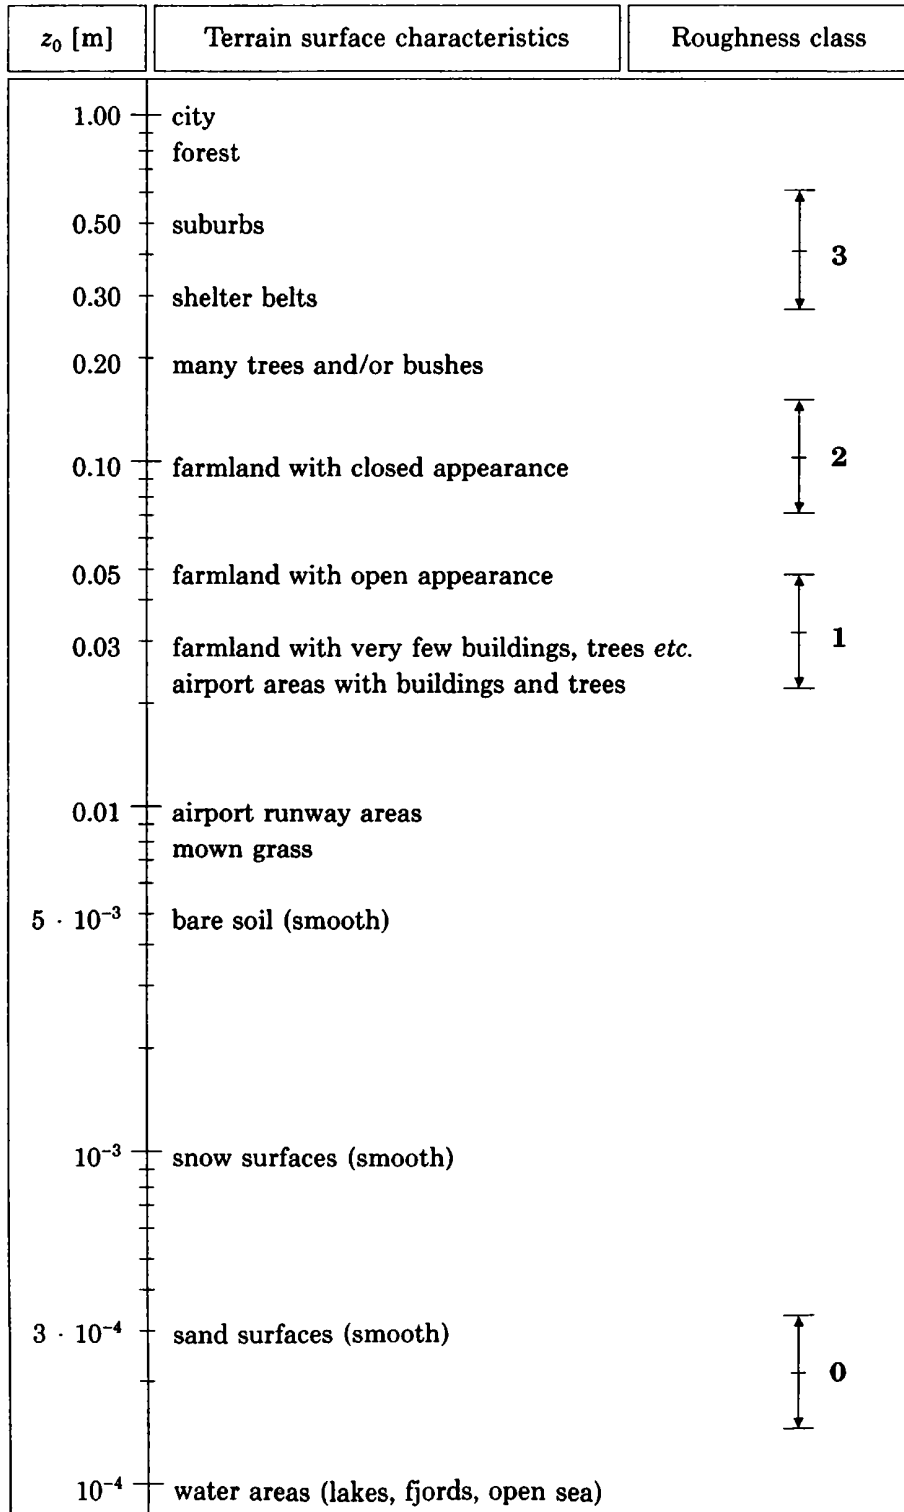 z₀ [m] Terrain surface characteristics Roughness class
1.00 city
forest
0.50 suburbs
3
0.30 shelter belts
0.20 many trees and/or bushes
2
0.10 farmland with closed appearance
0.05 farmland with open appearance
0.03 farmland with very few buildings, trees etc. 1
airport areas with buildings and trees
0.01 airport runway areas
mown grass
5 · 10⁻³ bare soil (smooth)
10⁻³ snow surfaces (smooth)
3 · 10⁻⁴ sand surfaces (smooth)
0
10⁻⁴ water areas (lakes, fjords, open sea)